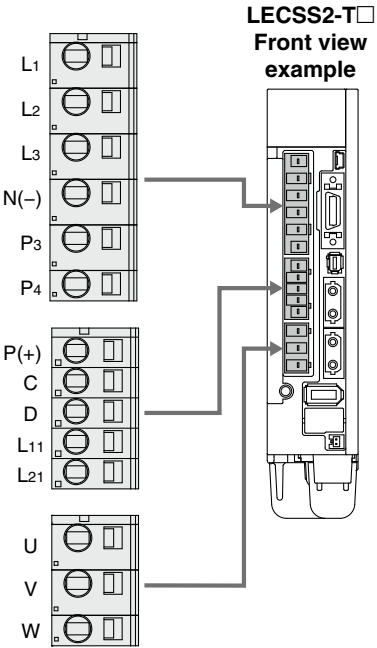 LECSS2-T□
Front view
example
L1
L2
L3
N(−)
P3
P4
P(+)
C
D
L11
L21
U
V
W